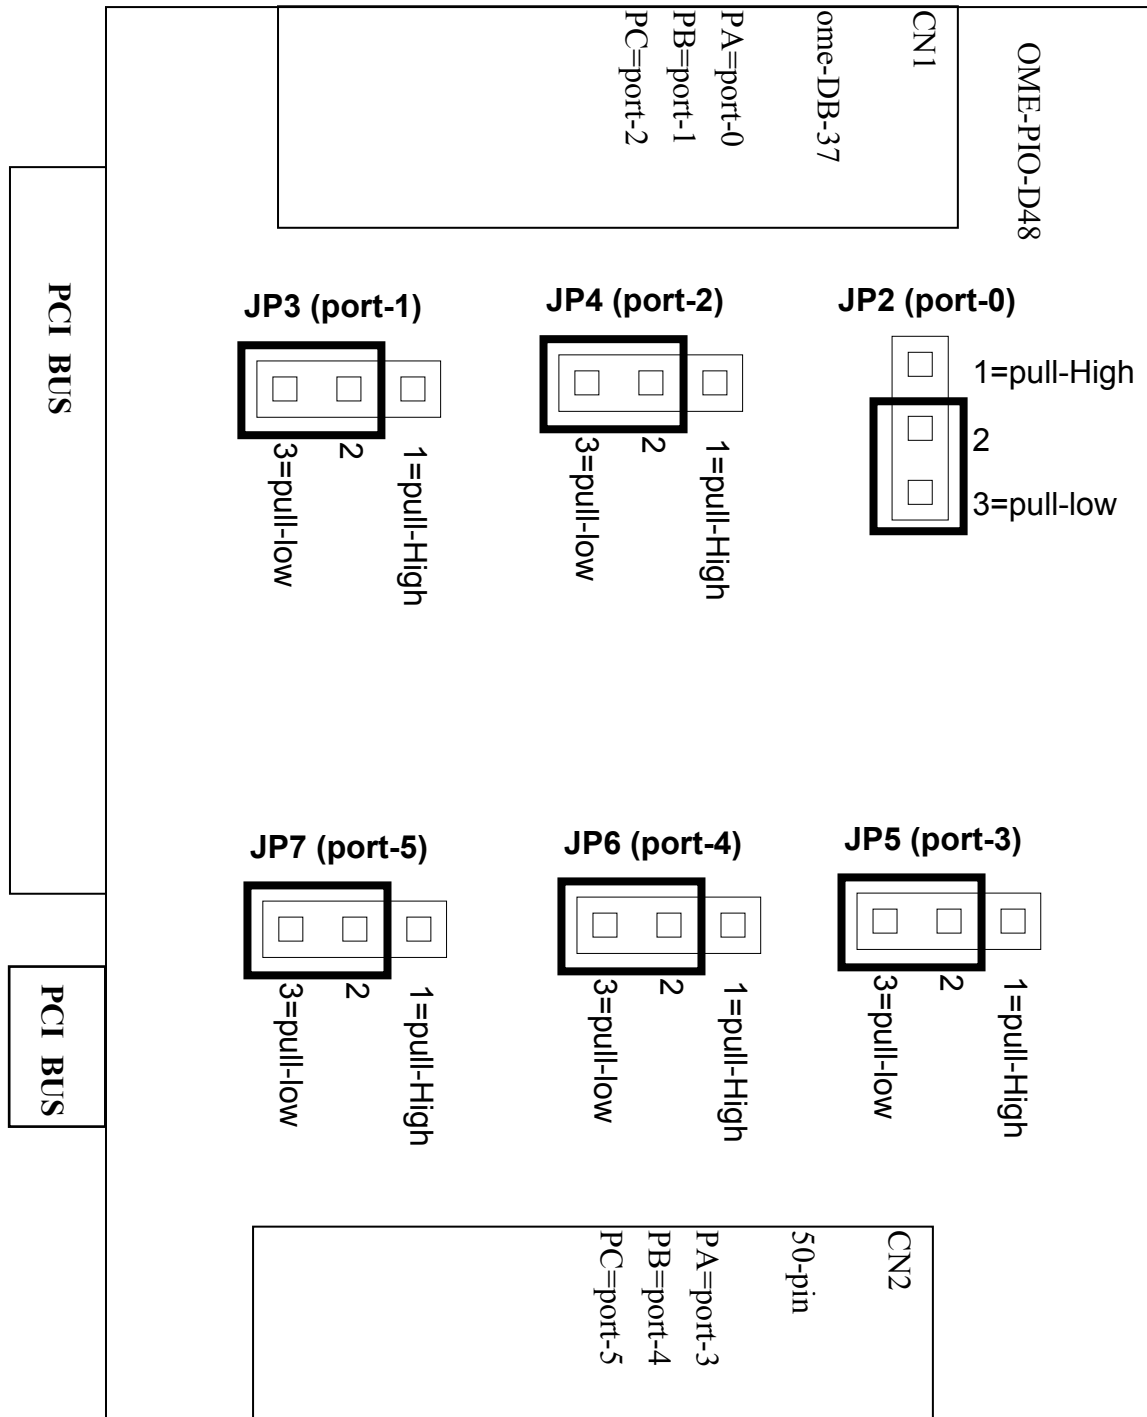 OME-PIO-D48
CN1
ome-DB-37
PA=port-0
PB=port-1
PC=port-2
PCI BUS
JP3 (port-1)
3=pull-low
2
1=pull-High
JP4 (port-2)
3=pull-low
2
1=pull-High
JP2 (port-0)
1=pull-High
2
3=pull-low
JP7 (port-5)
3=pull-low
2
1=pull-High
JP6 (port-4)
3=pull-low
2
1=pull-High
JP5 (port-3)
3=pull-low
2
1=pull-High
PCI BUS
CN2
50-pin
PA=port-3
PB=port-4
PC=port-5